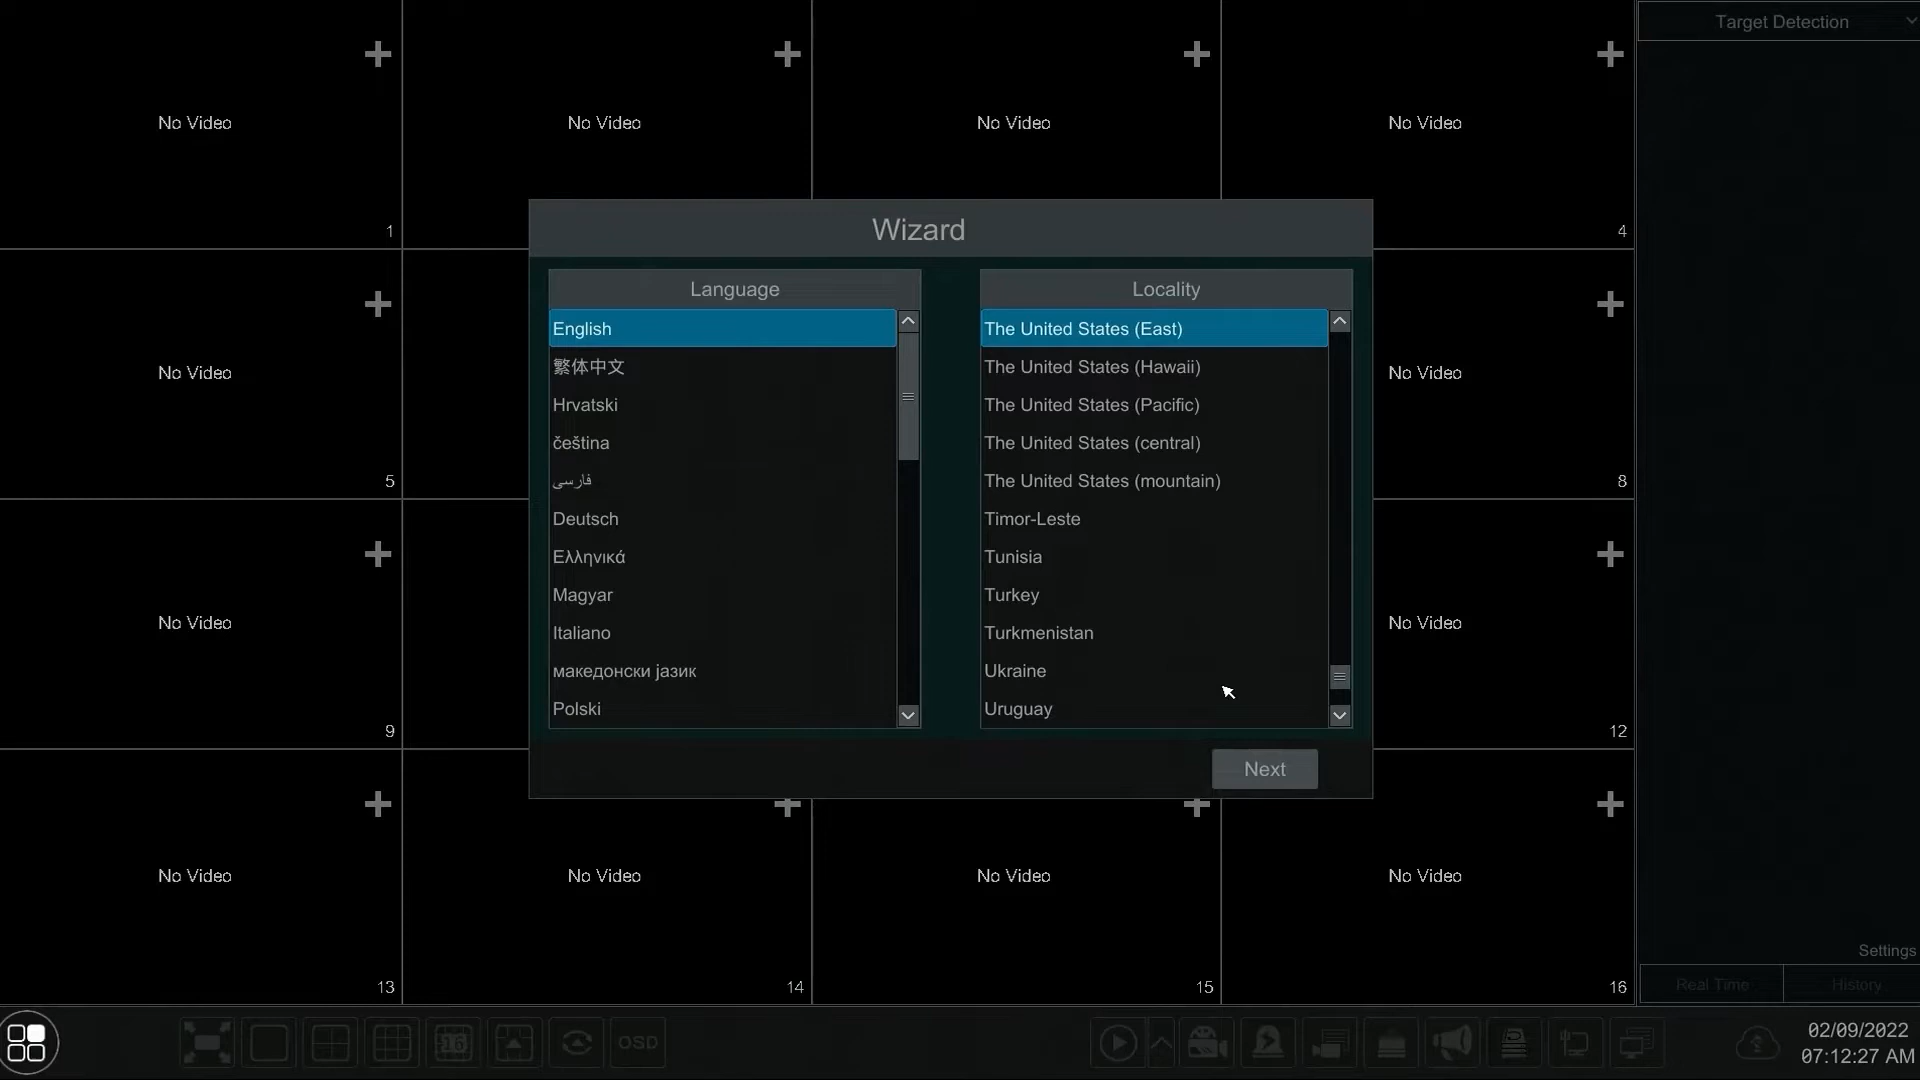 Target Detection
No Video
No Video
No Video
No Video
1
4
Wizard
Language
Locality
English
繁体中文
Hrvatski
čeština
فارسی
Deutsch
Ελληνικά
Magyar
Italiano
македонски јазик
Polski
The United States (East)
The United States (Hawaii)
The United States (Pacific)
The United States (central)
The United States (mountain)
Timor-Leste
Tunisia
Turkey
Turkmenistan
Ukraine
Uruguay
Next
No Video
No Video
5
8
No Video
No Video
9
12
No Video
No Video
No Video
No Video
13
14
15
16
Settings
Real Time
History
16
OSD
02/09/2022
07:12:27 AM